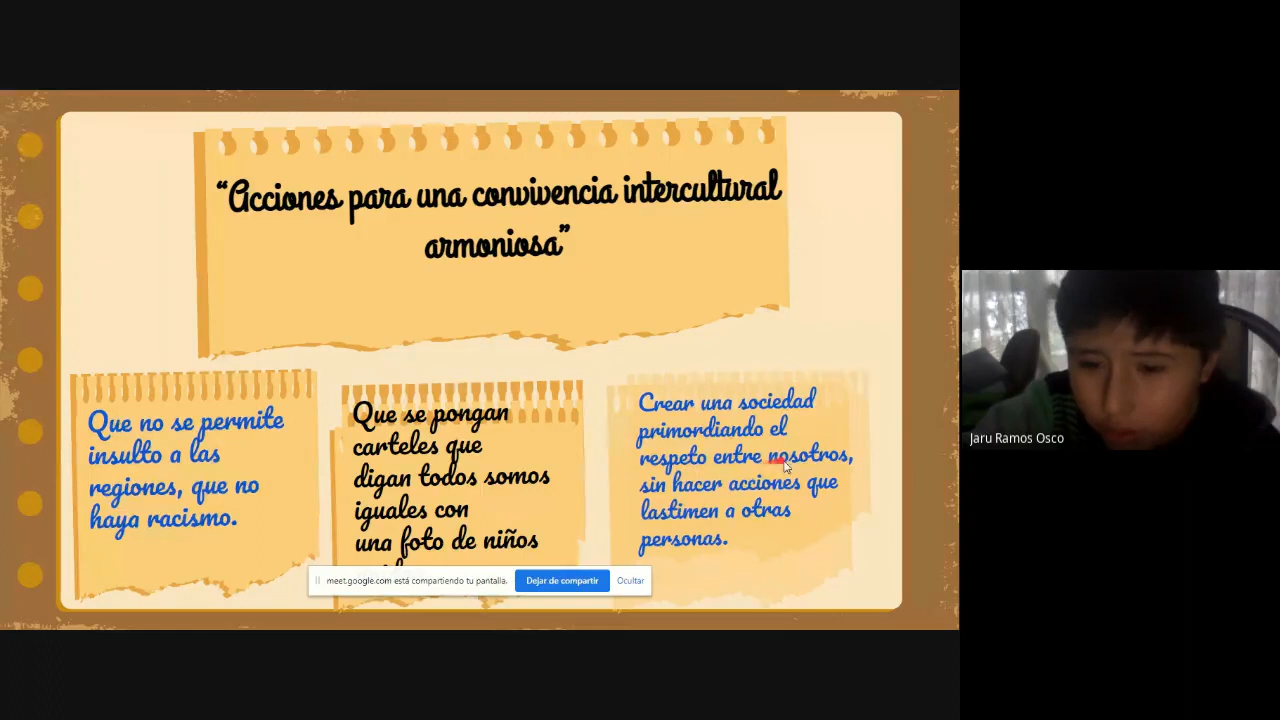 “Acciones para una convivencia intercultural
armoniosa”
Que no se permite
insulto a las
regiones, que no
haya racismo.
Que se pongan
carteles que
digan todos somos
iguales con
una foto de niños
Crear una sociedad
primordiando el
respeto entre nosotros,
sin hacer acciones que
lastimen a otras
personas.
meet.google.com está compartiendo tu pantalla.
Dejar de compartir
Ocultar
Jaru Ramos Osco